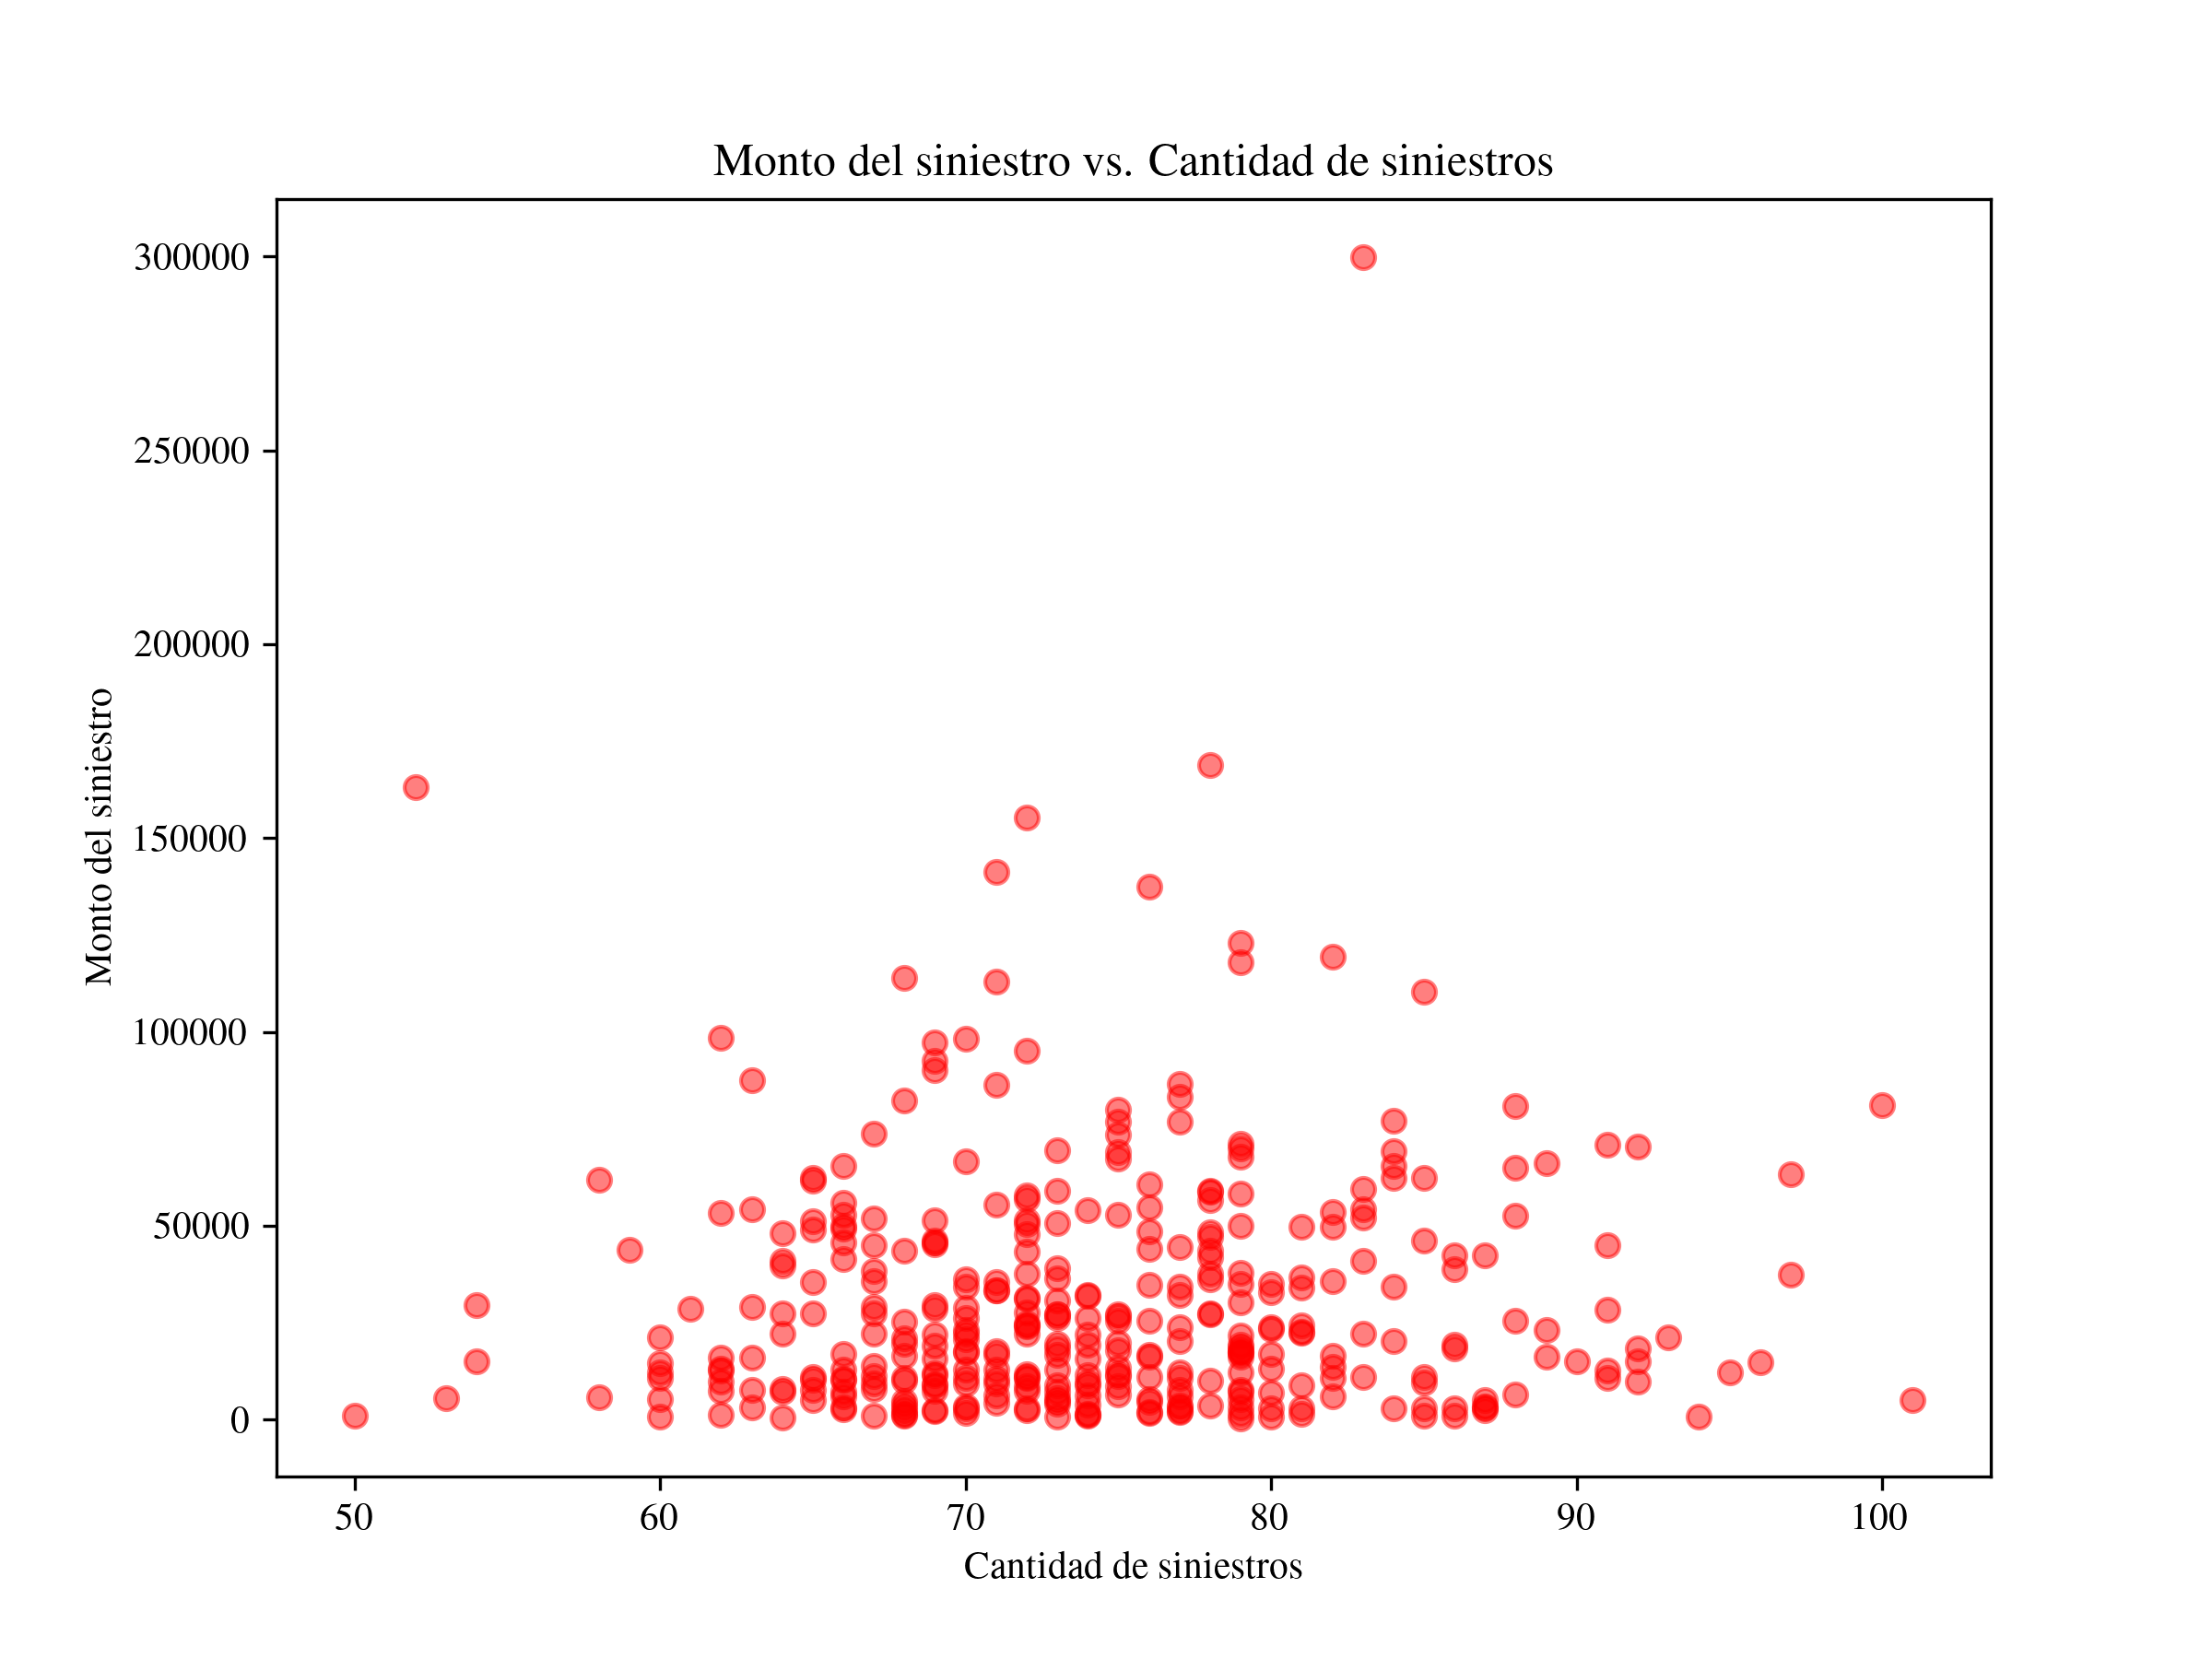 Monto del siniestro vs. Cantidad de siniestros
300000
250000
200000
150000
100000
50000
0
Monto del siniestro
50 60 70 80 90 100
Cantidad de siniestros